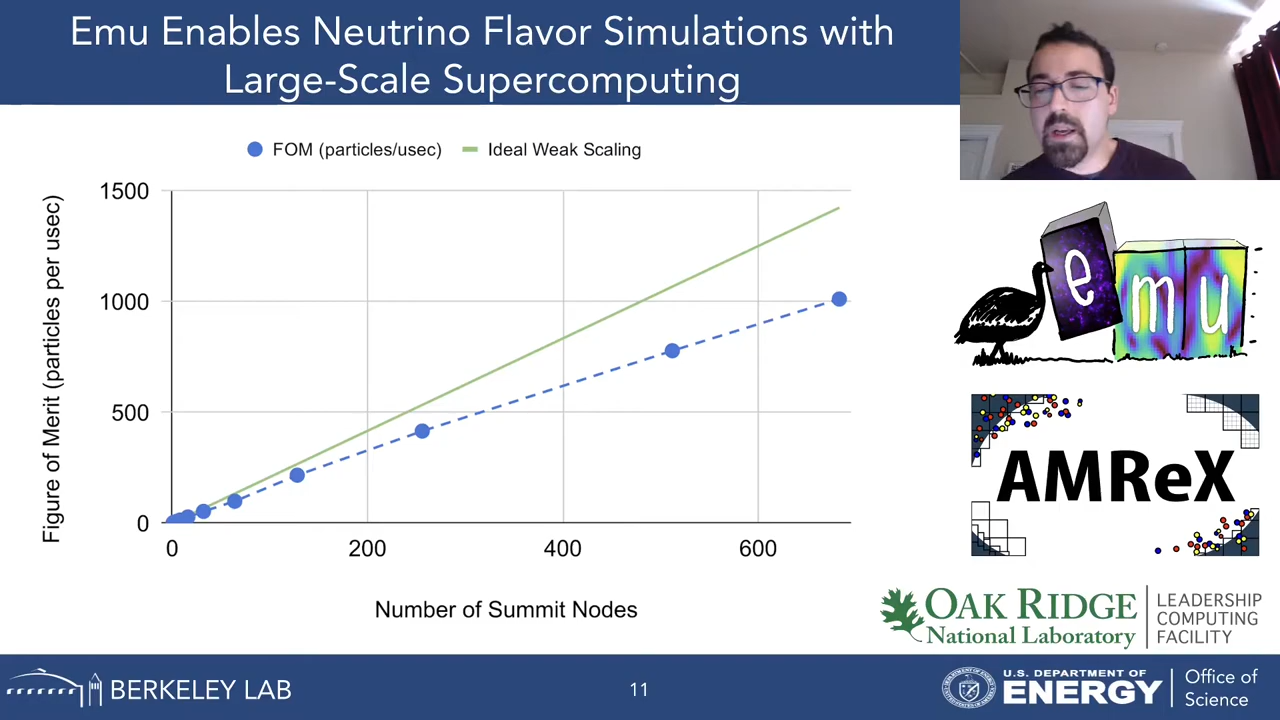 Emu Enables Neutrino Flavor Simulations with
Large-Scale Supercomputing
FOM (particles/usec)
Ideal Weak Scaling
Figure of Merit (particles per usec)
1500
1000
500
0
0
200
400
600
Number of Summit Nodes
emu
AMReX
OAK RIDGE
National Laboratory
LEADERSHIP
COMPUTING
FACILITY
BERKELEY LAB
11
U.S. DEPARTMENT OF
ENERGY
Office of
Science